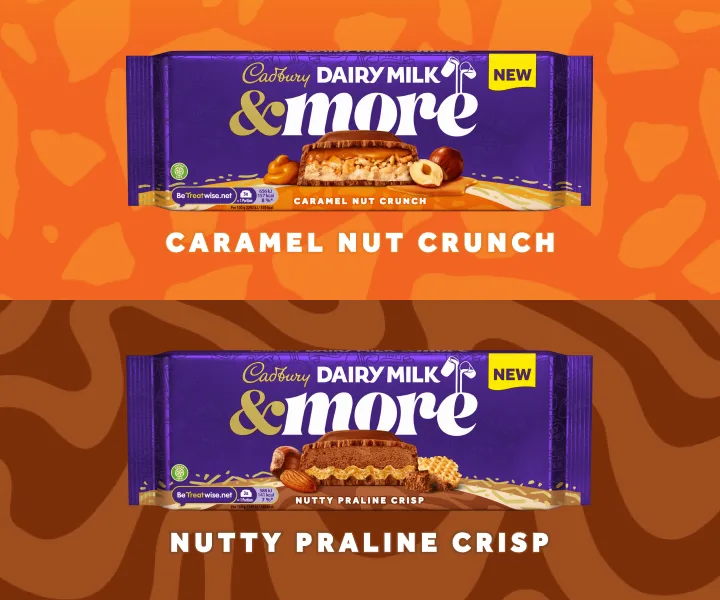 Cadbury DAIRY MILK
NEW
&more
BeTreatwise.net
CARAMEL NUT CRUNCH
CARAMEL NUT CRUNCH
Cadbury DAIRY MILK
NEW
&more
BeTreatwise.net
NUTTY PRALINE CRISP
NUTTY PRALINE CRISP